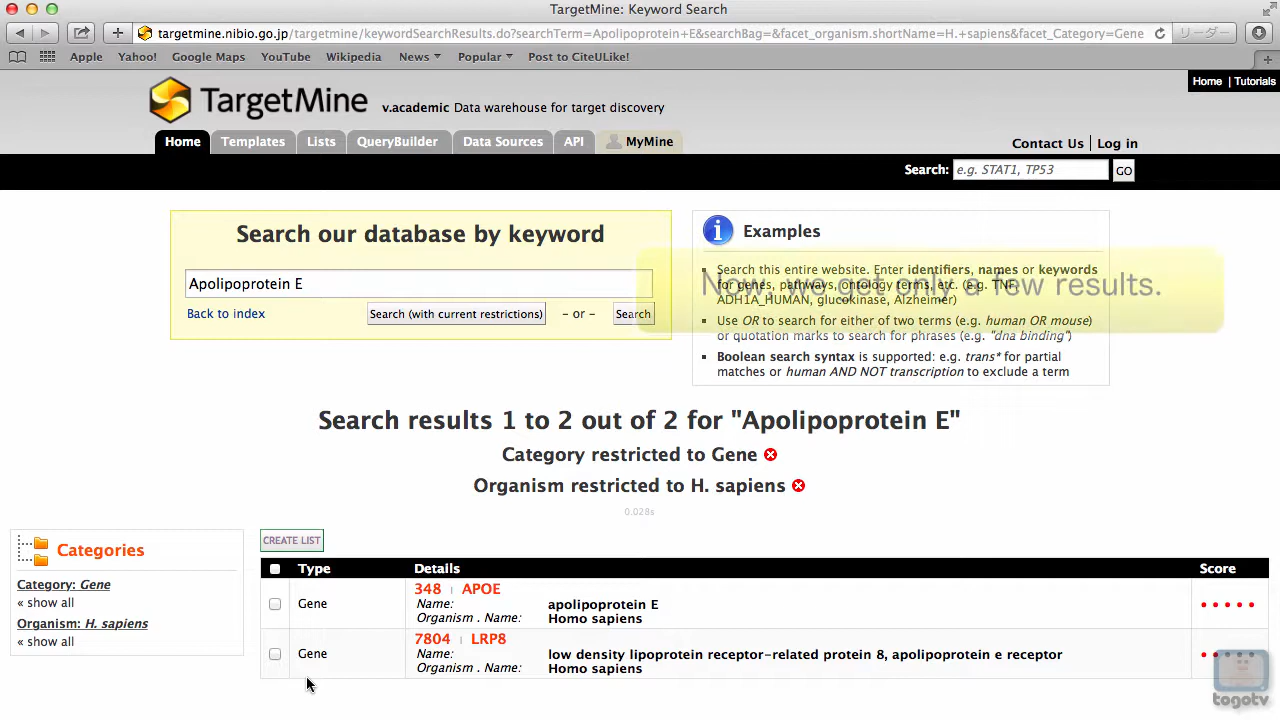 TargetMine: Keyword Search
targetmine.nibio.go.jp/targetmine/keywordSearchResults.do?searchTerm=Apolipoprotein+E&searchBag=&facet_organism.shortName=H.+sapiens&facet_Category=Gene
リーダー
Apple Yahoo! Google Maps YouTube Wikipedia News Popular Post to CiteULike!
Home | Tutorials
TargetMine v.academic Data warehouse for target discovery
Home Templates Lists QueryBuilder Data Sources API MyMine
Contact Us | Log in
Search: e.g. STAT1, TP53 GO
Search our database by keyword
Apolipoprotein E
Back to index Search (with current restrictions) – or – Search
i Examples
Search this entire website. Enter identifiers, names or keywords
for genes, pathways, ontology terms, etc. (e.g. TNF,
ADH1A_HUMAN, glucokinase, Alzheimer)
Now, we get only a few results.
Use OR to search for either of two terms (e.g. human OR mouse)
or quotation marks to search for phrases (e.g. "dna binding")
Boolean search syntax is supported: e.g. trans* for partial
matches or human AND NOT transcription to exclude a term
Search results 1 to 2 out of 2 for "Apolipoprotein E"
Category restricted to Gene
Organism restricted to H. sapiens
0.028s
Categories
Category: Gene
« show all
Organism: H. sapiens
« show all
CREATE LIST
Type Details Score
348 | APOE
Gene Name: apolipoprotein E
Organism . Name: Homo sapiens
7804 | LRP8
Gene Name: low density lipoprotein receptor-related protein 8, apolipoprotein e receptor
Organism . Name: Homo sapiens
togotv